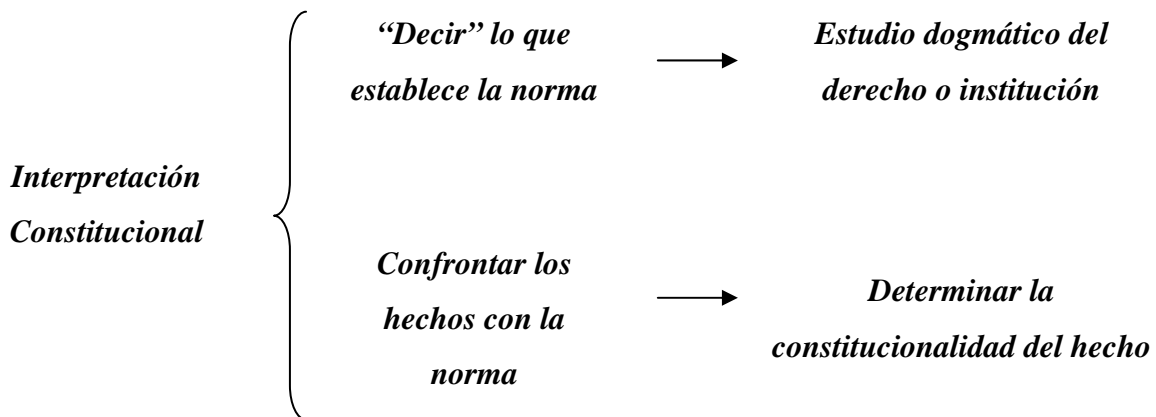 Interpretación
Constitucional
“Decir” lo que
establece la norma
Estudio dogmático del
derecho o institución
Confrontar los
hechos con la
norma
Determinar la
constitucionalidad del hecho